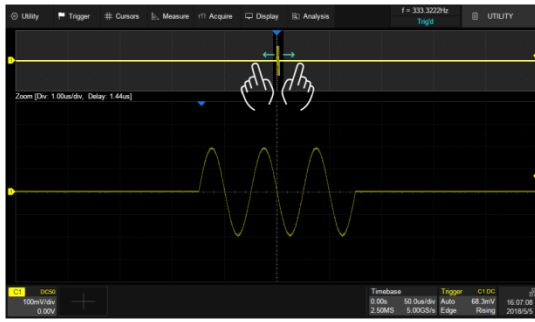 Utility Trigger Cursors Measure Acquire Display Analysis f = 333.3222Hz UTILITY
Trig'd
Zoom [Div: 1.00us/div, Delay: 1.44us]
C1 DC50 Timebase Trigger C1 DC
100mV/div 0.00s 50.0us/div Auto 68.3mV 16:07:08
0.00V 2.50MS 5.00GS/s Edge Rising 2018/5/5